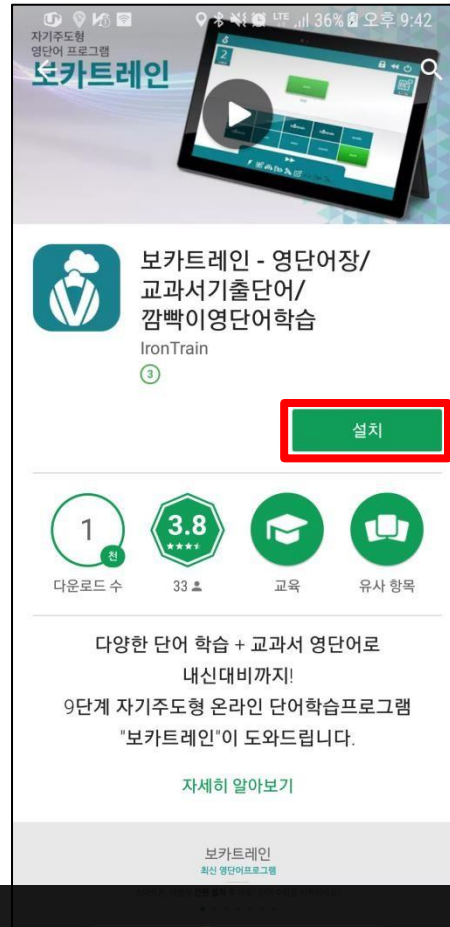 LTE 36% 오후 9:42
자기주도형
영단어 프로그램
보카트레인
2
보카트레인 - 영단어장/
교과서기출단어/
깜빡이영단어학습
IronTrain
3
설치
1
천
3.8
다운로드 수
33
교육
유사 항목
다양한 단어 학습 + 교과서 영단어로
내신대비까지!
9단계 자기주도형 온라인 단어학습프로그램
"보카트레인"이 도와드립니다.
자세히 알아보기
보카트레인
최신 영단어프로그램